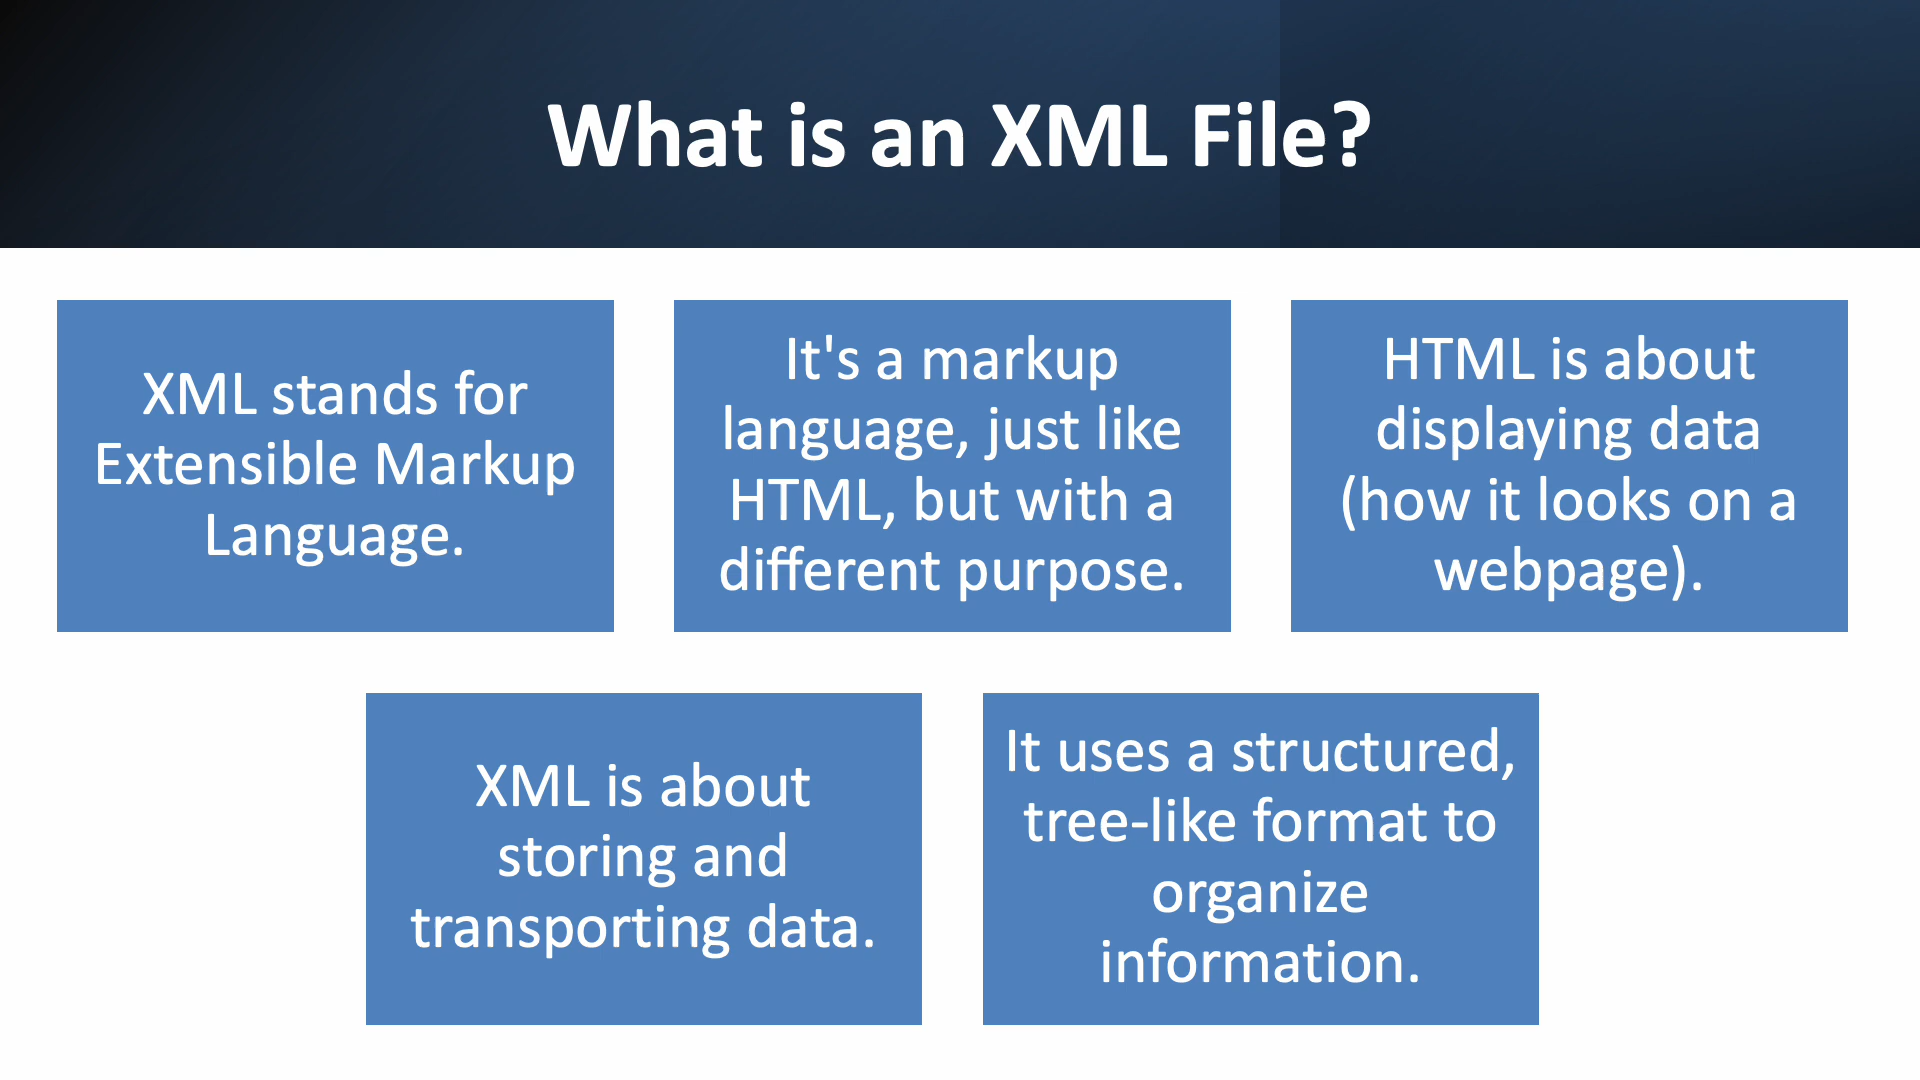 What is an XML File?
XML stands for
Extensible Markup
Language.
It's a markup
language, just like
HTML, but with a
different purpose.
HTML is about
displaying data
(how it looks on a
webpage).
XML is about
storing and
transporting data.
It uses a structured,
tree-like format to
organize
information.